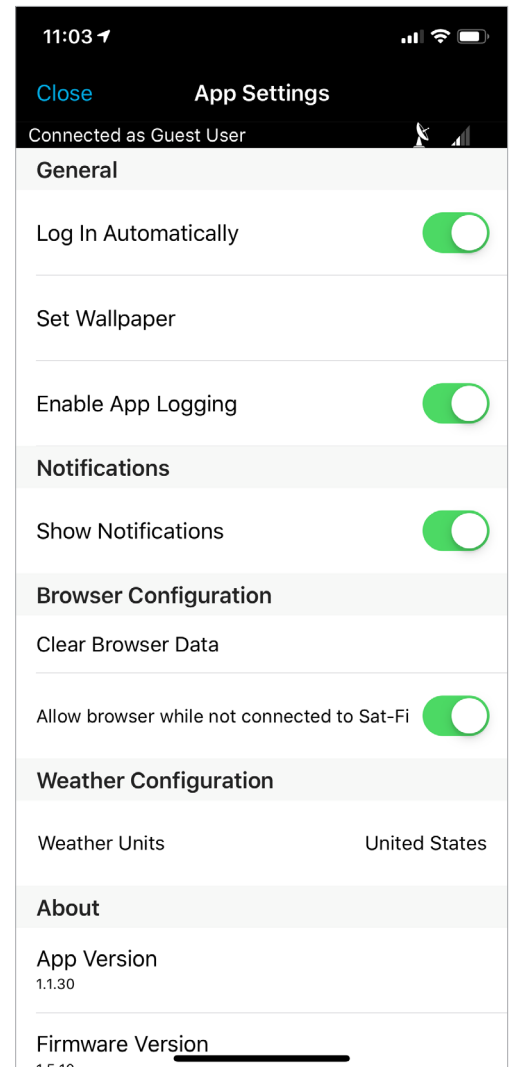 11:03
Close App Settings
Connected as Guest User
General
Log In Automatically
Set Wallpaper
Enable App Logging
Notifications
Show Notifications
Browser Configuration
Clear Browser Data
Allow browser while not connected to Sat-Fi
Weather Configuration
Weather Units United States
About
App Version
1.1.30
Firmware Version